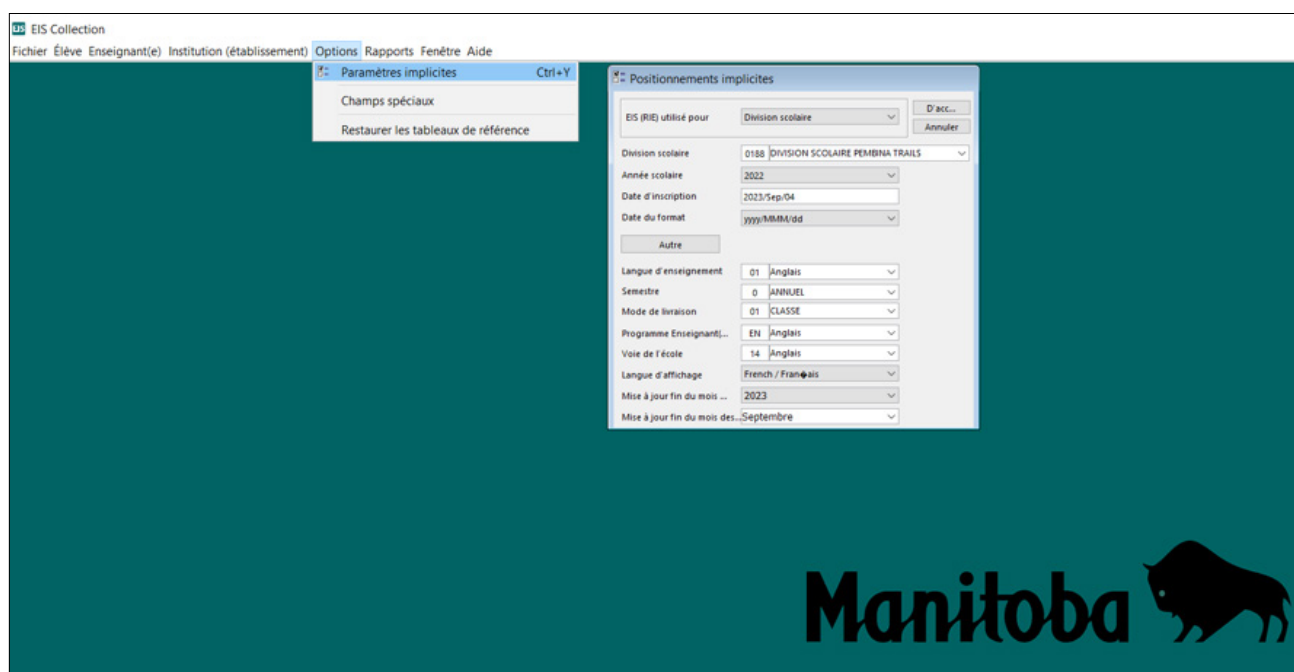 EIS EIS Collection
Fichier Élève Enseignant(e) Institution (établissement) Options Rapports Fenêtre Aide
Paramètres implicites Ctrl+Y
Champs spéciaux
Restaurer les tableaux de référence
Positionnements implicites
EIS (RIE) utilisé pour Division scolaire D'acc...
Annuler
Division scolaire 0188 DIVISION SCOLAIRE PEMBINA TRAILS
Année scolaire 2022
Date d'inscription 2023/Sep/04
Date du format yyyy/MMM/dd
Autre
Langue d'enseignement 01 Anglais
Semestre 0 ANNUEL
Mode de livraison 01 CLASSE
Programme Enseignant(... EN Anglais
Voie de l'école 14 Anglais
Langue d'affichage French / Fran�ais
Mise à jour fin du mois ... 2023
Mise à jour fin du mois des... Septembre
Manitoba